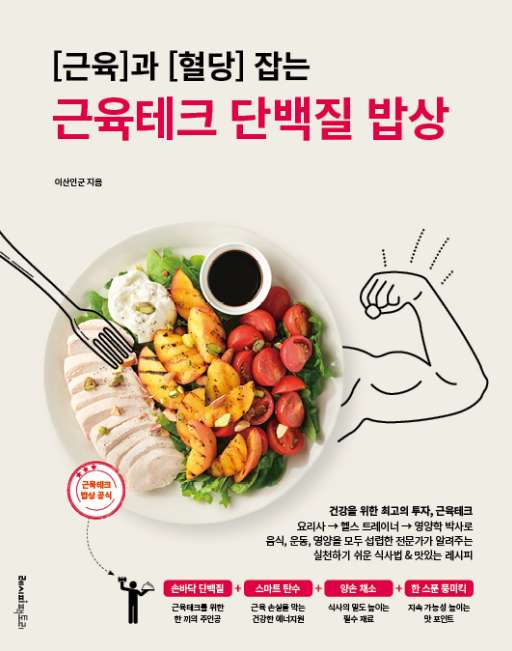 [근육]과 [혈당] 잡는
근육테크 단백질 밥상
이산인군 지음
근육테크
밥상 공식
건강을 위한 최고의 투자, 근육테크
요리사 → 헬스 트레이너 → 영양학 박사로
음식, 운동, 영양을 모두 섭렵한 전문가가 알려주는
실천하기 쉬운 식사법 & 맛있는 레시피
손바닥 단백질 + 스마트 탄수 + 양손 채소 + 한 스푼 풍미킥
근육테크를 위한 근육 손실을 막는 식사의 밀도 높이는 지속 가능성 높이는
한 끼의 주인공 건강한 에너지원 필수 재료 맛 포인트
레시피팩토리